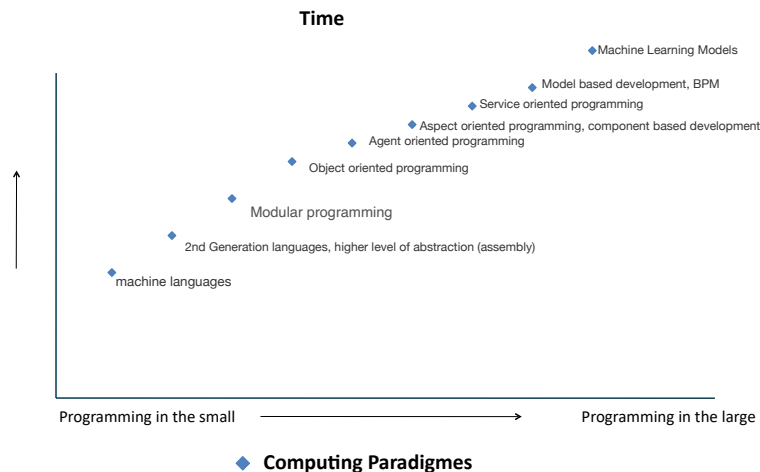 Time
Machine Learning Models
Model based development, BPM
Service oriented programming
Aspect oriented programming, component based development
Agent oriented programming
Object oriented programming
Modular programming
2nd Generation languages, higher level of abstraction (assembly)
machine languages
Programming in the small
Programming in the large
Computing Paradigmes